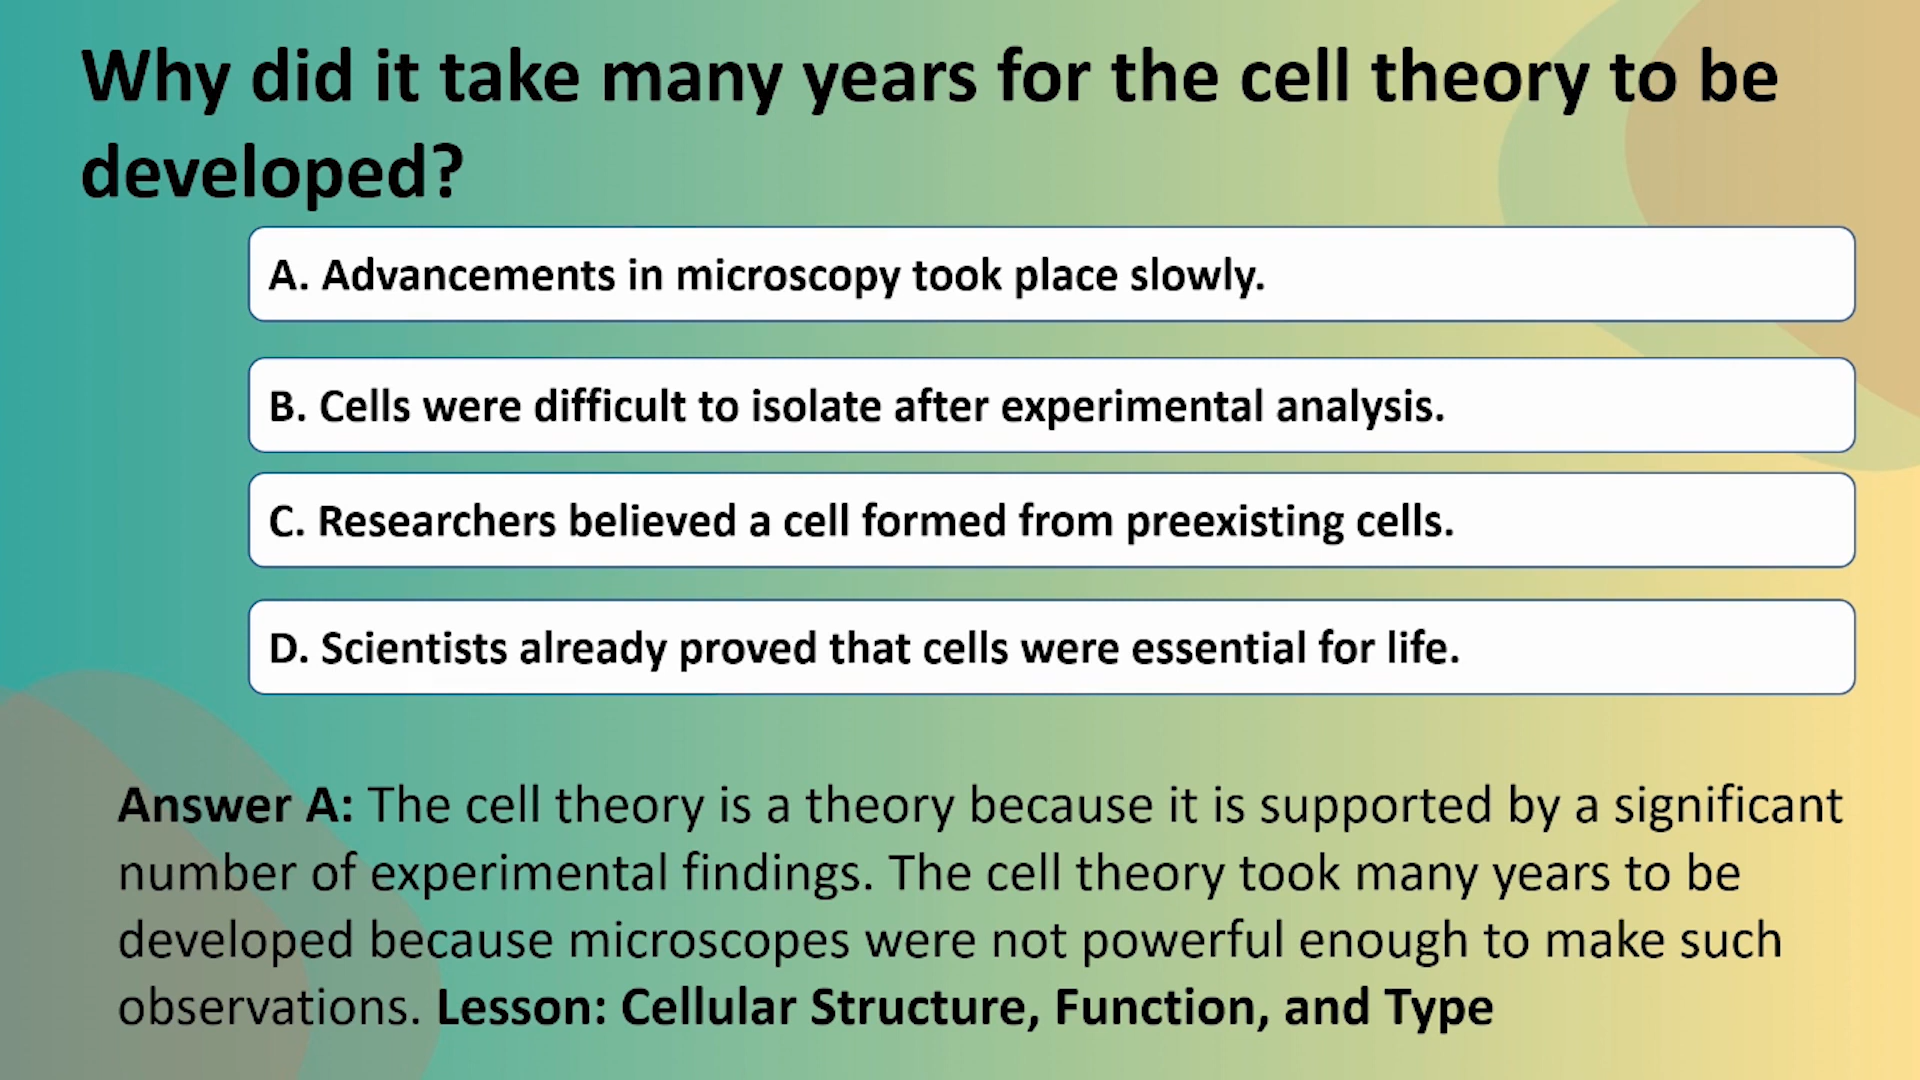 Why did it take many years for the cell theory to be
developed?
A. Advancements in microscopy took place slowly.
B. Cells were difficult to isolate after experimental analysis.
C. Researchers believed a cell formed from preexisting cells.
D. Scientists already proved that cells were essential for life.
Answer A: The cell theory is a theory because it is supported by a significant
number of experimental findings. The cell theory took many years to be
developed because microscopes were not powerful enough to make such
observations. Lesson: Cellular Structure, Function, and Type